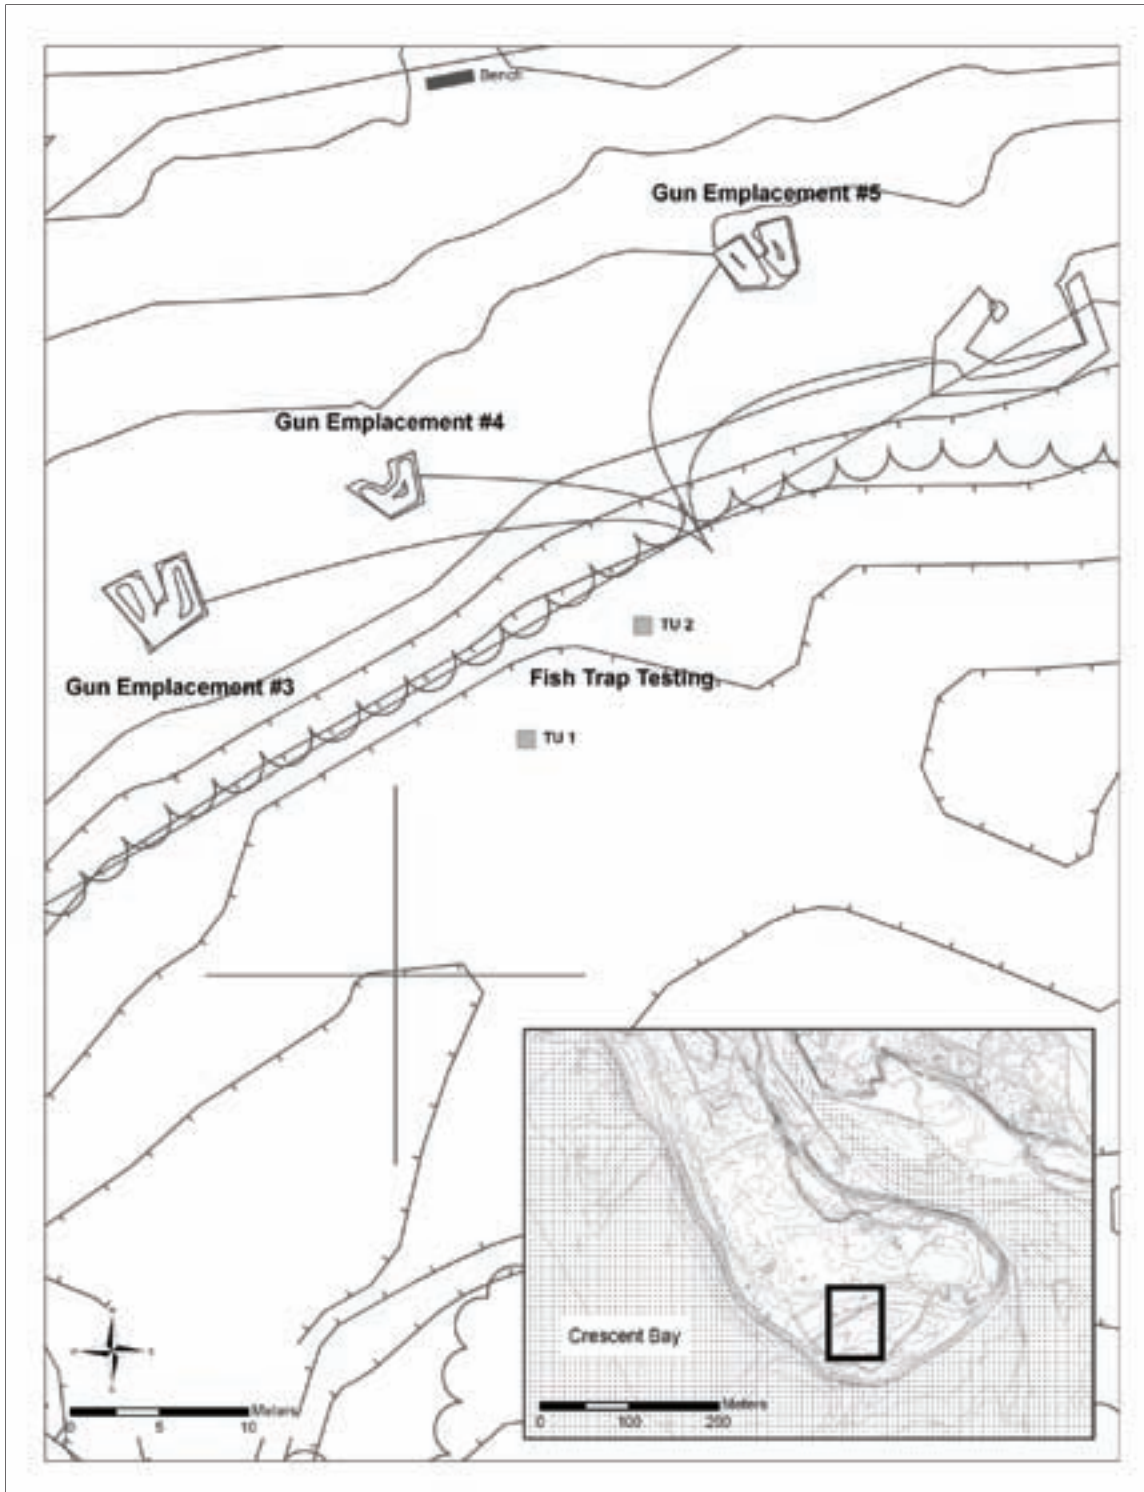 Bench
Gun Emplacement #5
Gun Emplacement #4
TU 2
Fish Trap Testing
Gun Emplacement #3
TU 1
Crescent Bay
Meters
0 5 10
Meters
0 100 200